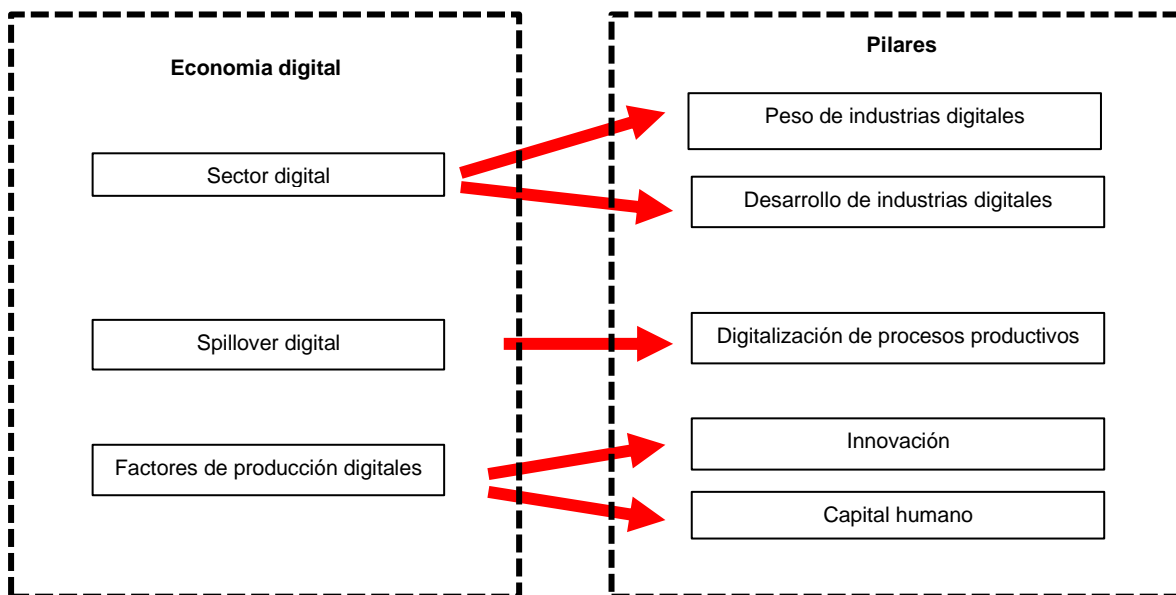 Economia digital
Sector digital
Spillover digital
Factores de producción digitales
Pilares
Peso de industrias digitales
Desarrollo de industrias digitales
Digitalización de procesos productivos
Innovación
Capital humano